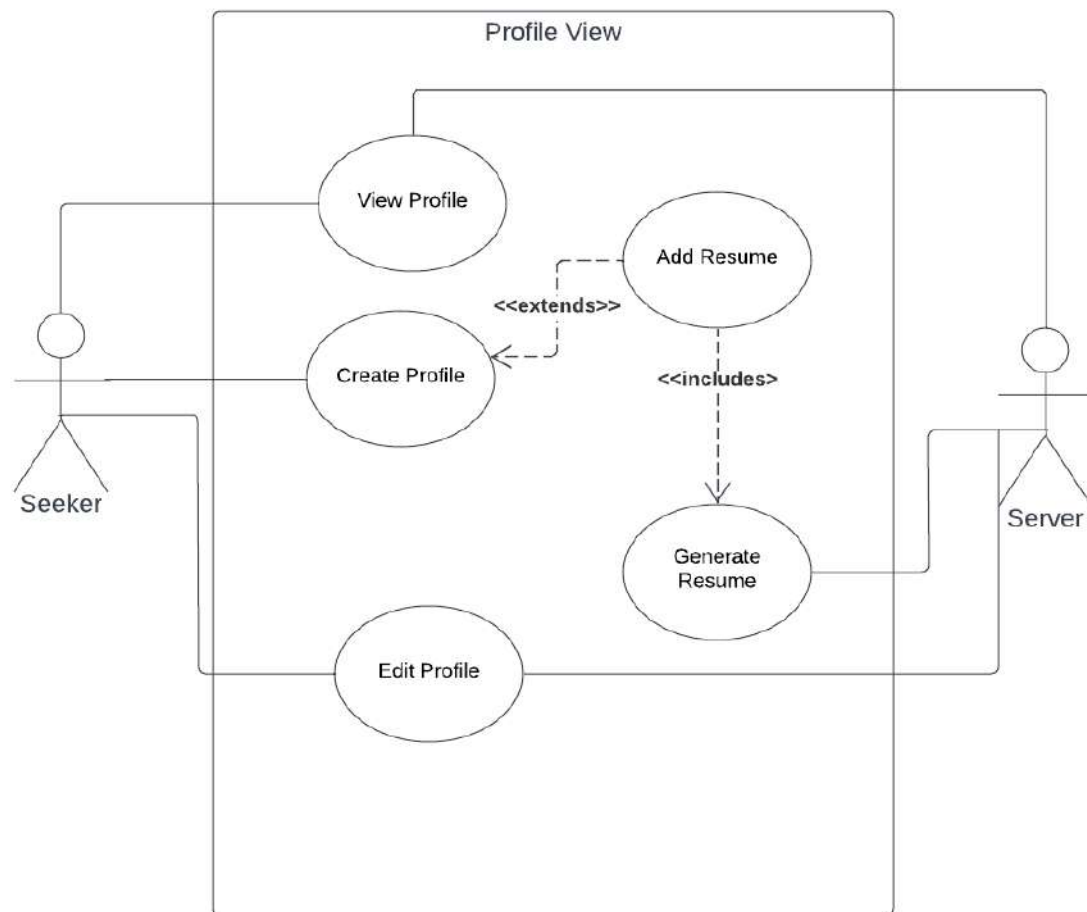 Profile View
View Profile
Add Resume
<<extends>>
Create Profile
<<includes>
Seeker
Server
Generate
Resume
Edit Profile